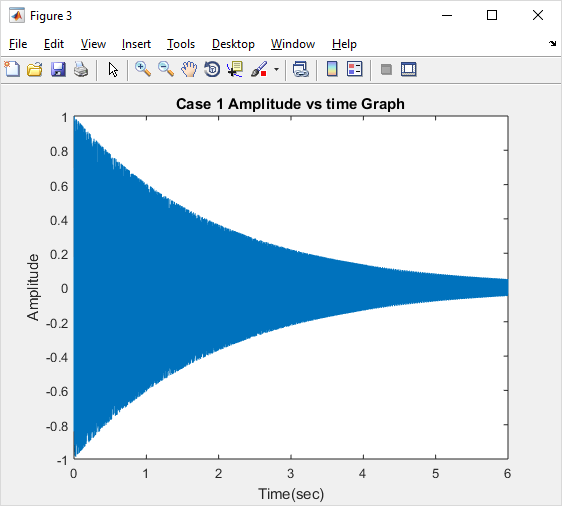 Figure 3
File Edit View Insert Tools Desktop Window Help
Case 1 Amplitude vs time Graph
1
0.8
0.6
0.4
0.2
0
-0.2
-0.4
-0.6
-0.8
-1
Amplitude
0 1 2 3 4 5 6
Time(sec)